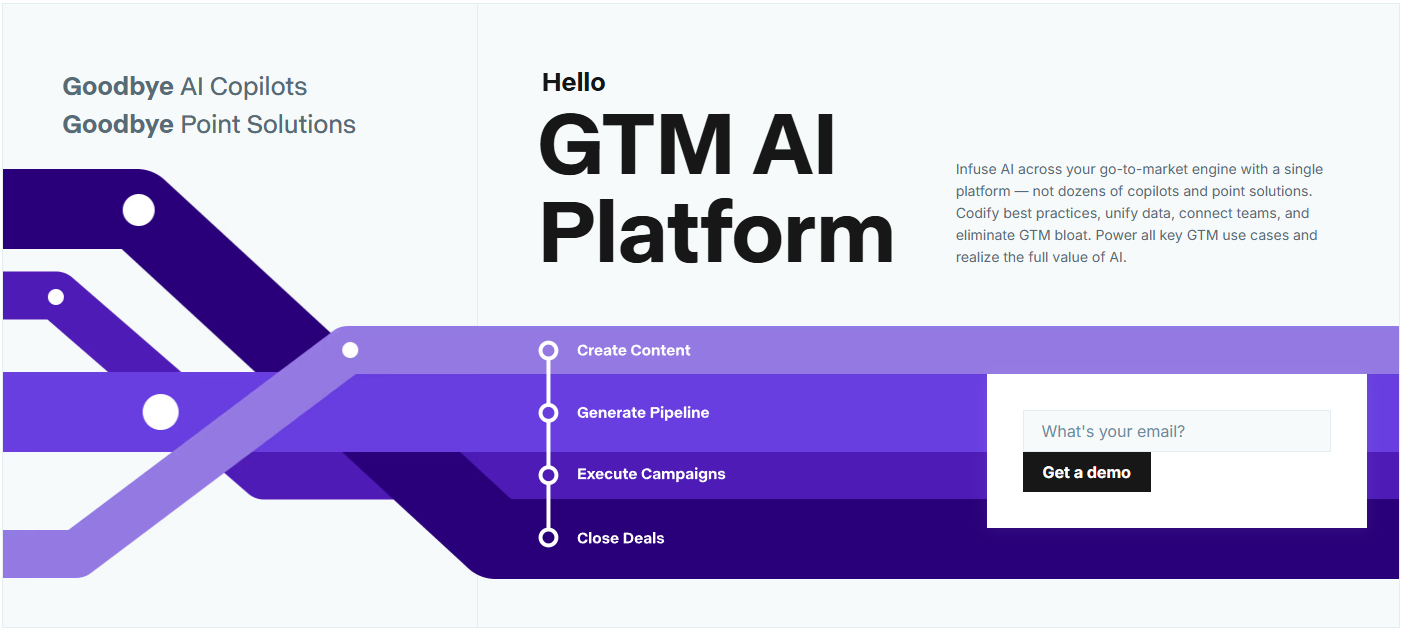 Goodbye AI Copilots
Goodbye Point Solutions
Hello
GTM AI
Platform
Infuse AI across your go-to-market engine with a single
platform — not dozens of copilots and point solutions.
Codify best practices, unify data, connect teams, and
eliminate GTM bloat. Power all key GTM use cases and
realize the full value of AI.
Create Content
Generate Pipeline
Execute Campaigns
Close Deals
What's your email?
Get a demo